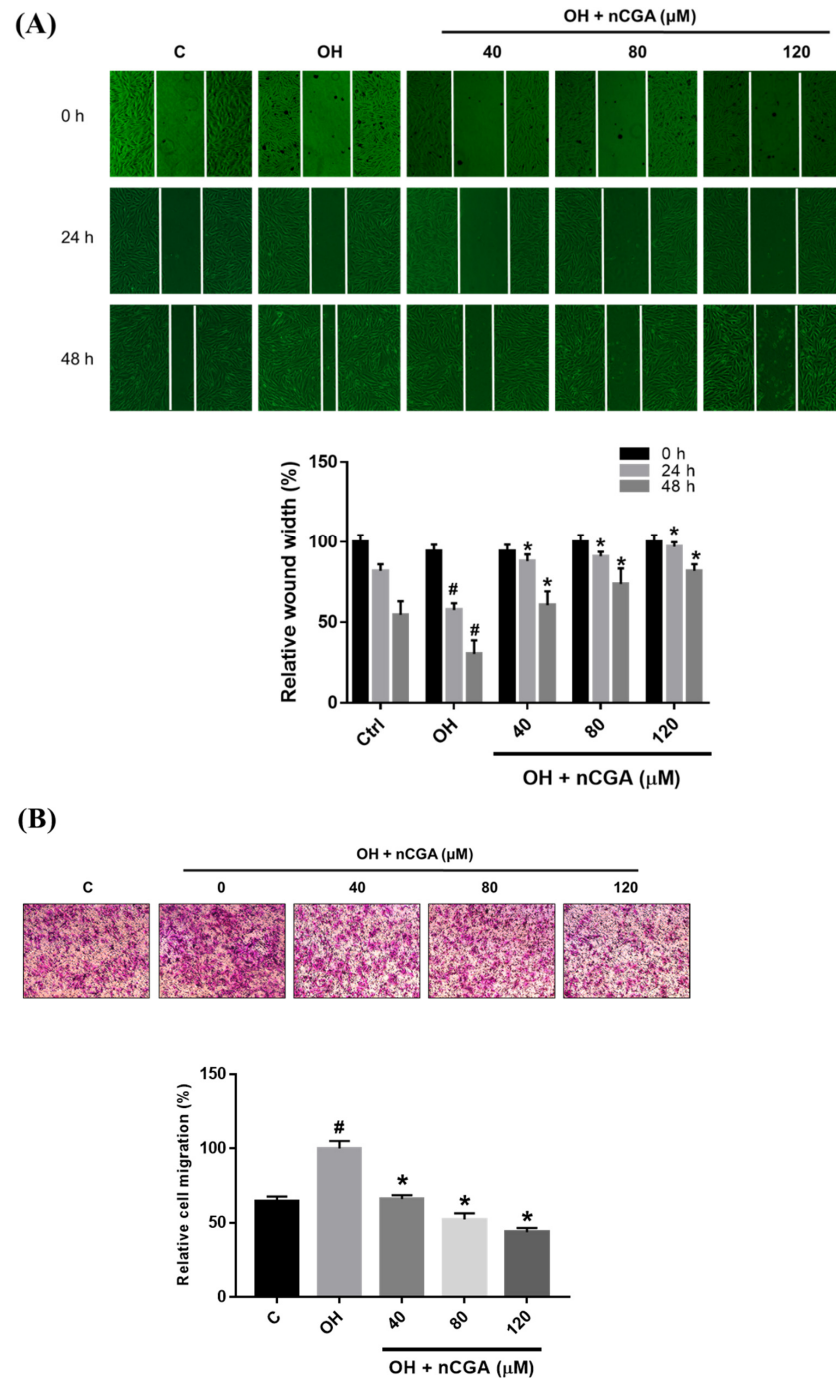 (A)
OH + nCGA (µM)
C OH 40 80 120
0 h
24 h
48 h
0 h
24 h
48 h
Relative wound width (%)
150
100
50
0
* * *
# * * *
#
Ctrl OH 40 80 120
OH + nCGA (µM)
(B)
OH + nCGA (µM)
C 0 40 80 120
Relative cell migration (%)
150
100
50
0
#
* * *
C OH 40 80 120
OH + nCGA (µM)